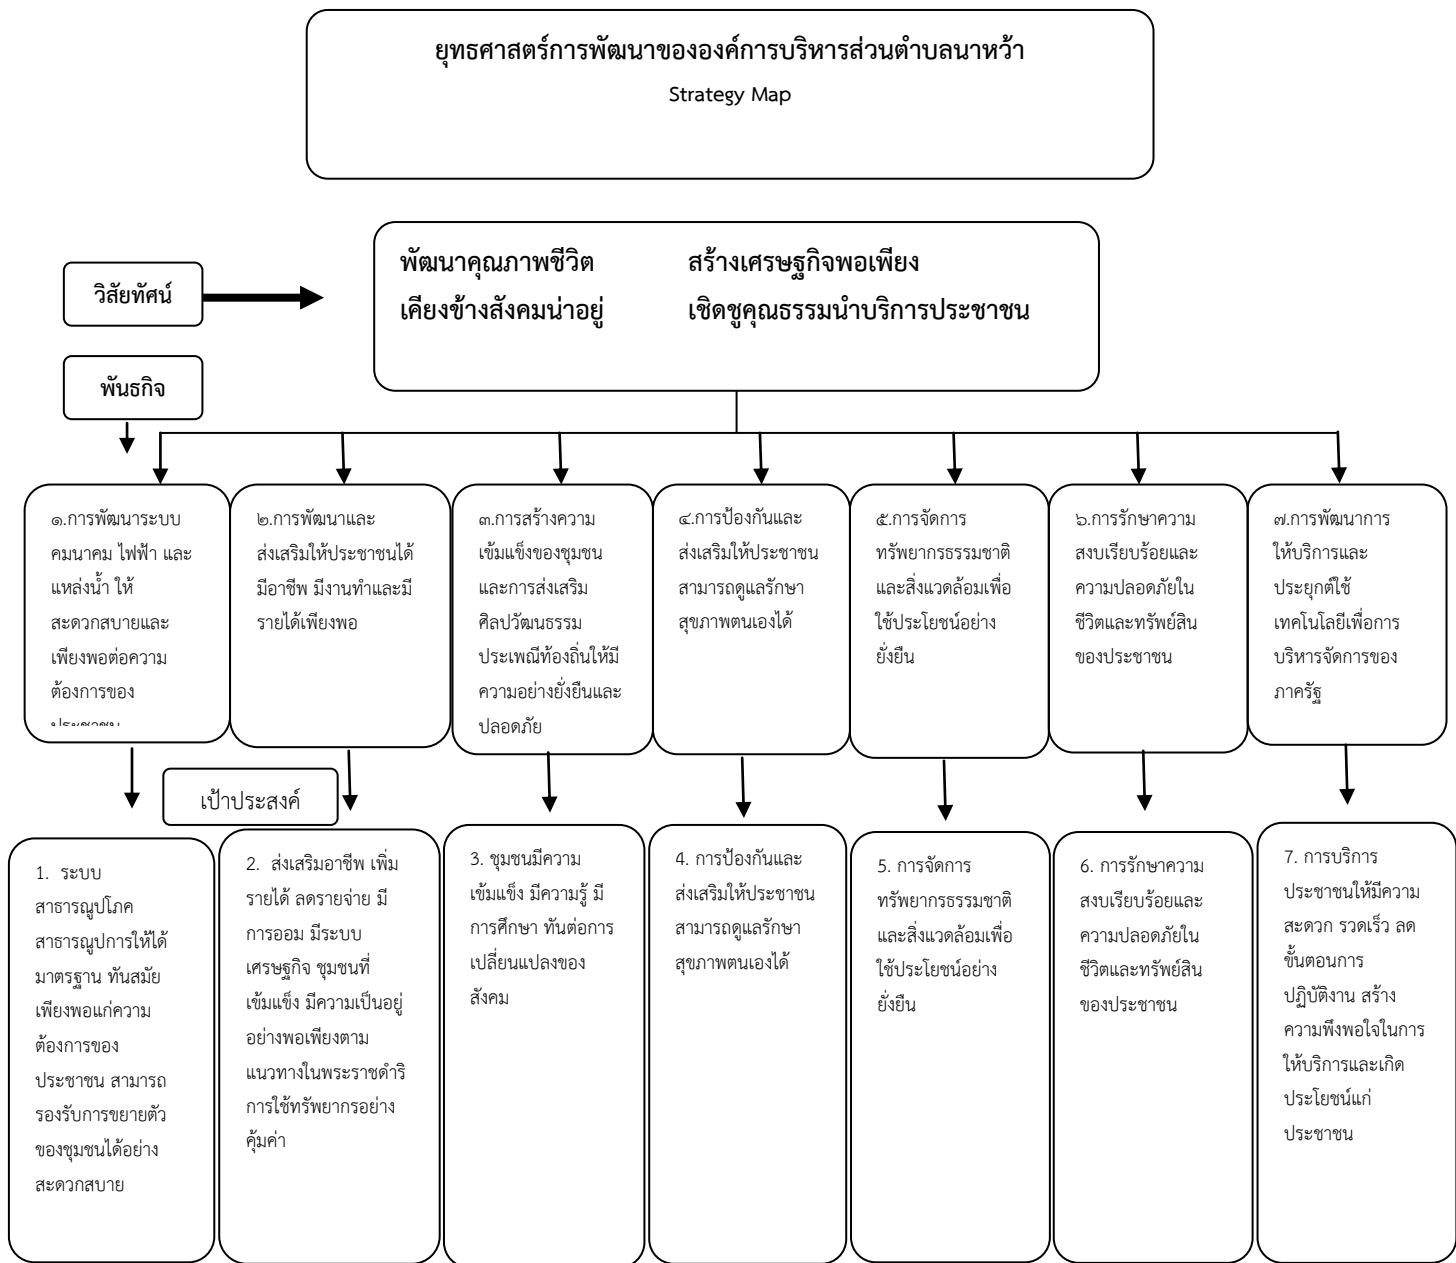 ยุทธศาสตร์การพัฒนาขององค์การบริหารส่วนตำบลนาหว้า
Strategy Map
วิสัยทัศน์
พัฒนาคุณภาพชีวิต สร้างเศรษฐกิจพอเพียง
เคียงข้างสังคมน่าอยู่ เชิดชูคุณธรรมนำบริการประชาชน
พันธกิจ
๑.การพัฒนาระบบ
คมนาคม ไฟฟ้า และ
แหล่งน้ำ ให้
สะดวกสบายและ
เพียงพอต่อความ
ต้องการของ
ประชาชน
๒.การพัฒนาและ
ส่งเสริมให้ประชาชนได้
มีอาชีพ มีงานทำและมี
รายได้เพียงพอ
๓.การสร้างความ
เข้มแข็งของชุมชน
และการส่งเสริม
ศิลปวัฒนธรรม
ประเพณีท้องถิ่นให้มี
ความอย่างยั่งยืนและ
ปลอดภัย
๔.การป้องกันและ
ส่งเสริมให้ประชาชน
สามารถดูแลรักษา
สุขภาพตนเองได้
๕.การจัดการ
ทรัพยากรธรรมชาติ
และสิ่งแวดล้อมเพื่อ
ใช้ประโยชน์อย่าง
ยั่งยืน
๖.การรักษาความ
สงบเรียบร้อยและ
ความปลอดภัยใน
ชีวิตและทรัพย์สิน
ของประชาชน
๗.การพัฒนาการ
ให้บริการและ
ประยุกต์ใช้
เทคโนโลยีเพื่อการ
บริหารจัดการของ
ภาครัฐ
เป้าประสงค์
1. ระบบ
สาธารณูปโภค
สาธารณูปการให้ได้
มาตรฐาน ทันสมัย
เพียงพอแก่ความ
ต้องการของ
ประชาชน สามารถ
รองรับการขยายตัว
ของชุมชนได้อย่าง
สะดวกสบาย
2. ส่งเสริมอาชีพ เพิ่ม
รายได้ ลดรายจ่าย มี
การออม มีระบบ
เศรษฐกิจ ชุมชนที่
เข้มแข็ง มีความเป็นอยู่
อย่างพอเพียงตาม
แนวทางในพระราชดำริ
การใช้ทรัพยากรอย่าง
คุ้มค่า
3. ชุมชนมีความ
เข้มแข็ง มีความรู้ มี
การศึกษา ทันต่อการ
เปลี่ยนแปลงของ
สังคม
4. การป้องกันและ
ส่งเสริมให้ประชาชน
สามารถดูแลรักษา
สุขภาพตนเองได้
5. การจัดการ
ทรัพยากรธรรมชาติ
และสิ่งแวดล้อมเพื่อ
ใช้ประโยชน์อย่าง
ยั่งยืน
6. การรักษาความ
สงบเรียบร้อยและ
ความปลอดภัยใน
ชีวิตและทรัพย์สิน
ของประชาชน
7. การบริการ
ประชาชนให้มีความ
สะดวก รวดเร็ว ลด
ขั้นตอนการ
ปฏิบัติงาน สร้าง
ความพึงพอใจในการ
ให้บริการและเกิด
ประโยชน์แก่
ประชาชน